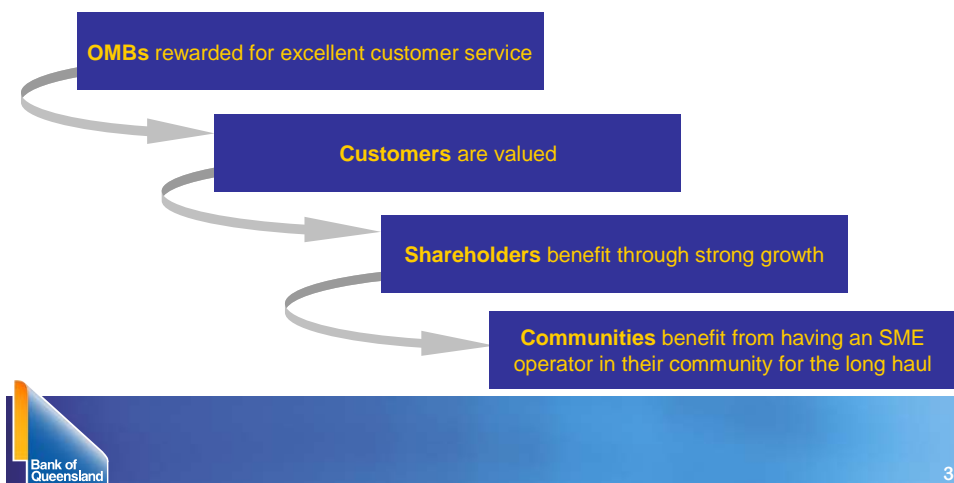 OMBs rewarded for excellent customer service
Customers are valued
Shareholders benefit through strong growth
Communities benefit from having an SME
operator in their community for the long haul
Bank of
Queensland
3